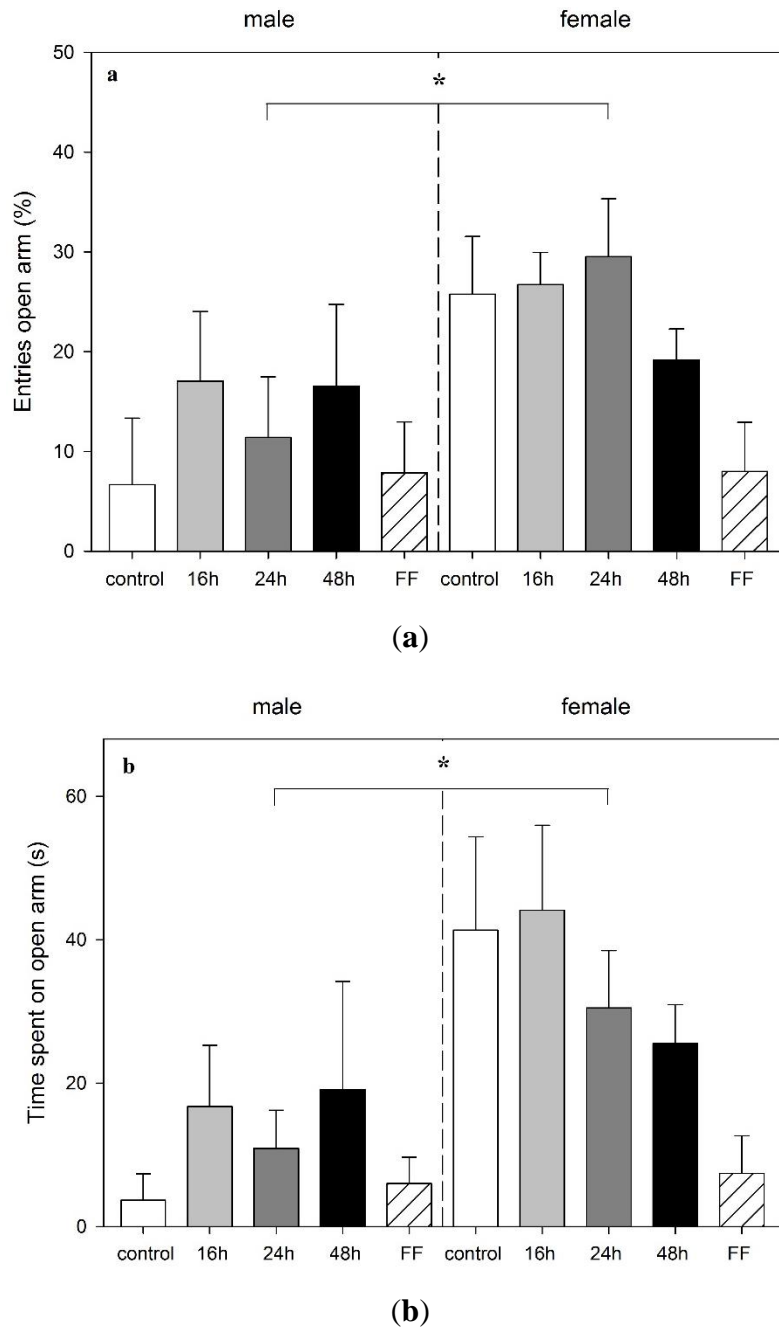 male female
a
*
50
40
30
20
10
0
Entries open arm (%)
control 16h 24h 48h FF control 16h 24h 48h FF
(a)
male female
b
*
60
40
20
0
Time spent on open arm (s)
control 16h 24h 48h FF control 16h 24h 48h FF
(b)